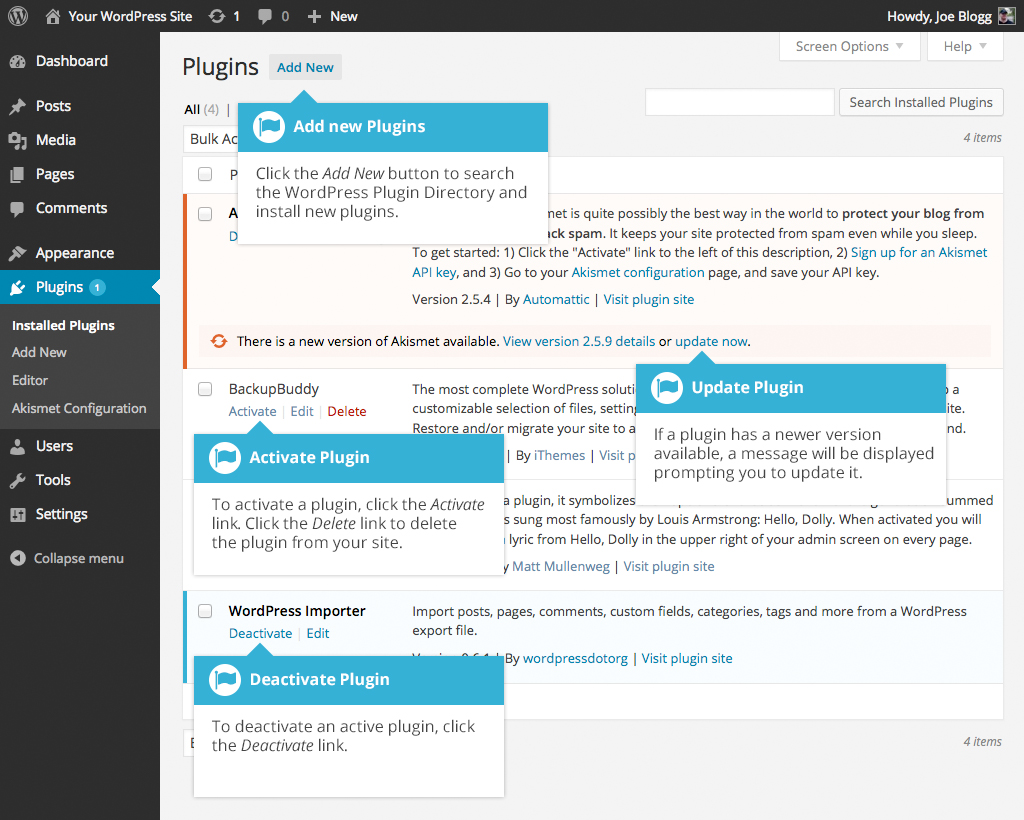 Your WordPress Site 1 0 New Howdy, Joe Blogg
Dashboard
Posts
Media
Pages
Comments
Appearance
Plugins 1
Installed Plugins
Add New
Editor
Akismet Configuration
Users
Tools
Settings
Collapse menu
Screen Options Help
Plugins Add New
All (4) |
Search Installed Plugins
Bulk Ac
4 items
Add new Plugins
Click the Add New button to search
the WordPress Plugin Directory and
install new plugins.
P
A
D
met is quite possibly the best way in the world to protect your blog from
ck spam. It keeps your site protected from spam even while you sleep.
To get started: 1) Click the "Activate" link to the left of this description, 2) Sign up for an Akismet
API key, and 3) Go to your Akismet configuration page, and save your API key.
Version 2.5.4 | By Automattic | Visit plugin site
There is a new version of Akismet available. View version 2.5.9 details or update now.
Update Plugin
If a plugin has a newer version
available, a message will be displayed
prompting you to update it.
BackupBuddy
Activate | Edit | Delete
The most complete WordPress soluti
customizable selection of files, setting
Restore and/or migrate your site to a
p a
ite.
nd.
| By iThemes | Visit p
Activate Plugin
To activate a plugin, click the Activate
link. Click the Delete link to delete
the plugin from your site.
a plugin, it symbolizes
ummed
s sung most famously by Louis Armstrong: Hello, Dolly. When activated you will
lyric from Hello, Dolly in the upper right of your admin screen on every page.
y Matt Mullenweg | Visit plugin site
WordPress Importer
Deactivate | Edit
Import posts, pages, comments, custom fields, categories, tags and more from a WordPress
export file.
By wordpressdotorg | Visit plugin site
Deactivate Plugin
To deactivate an active plugin, click
the Deactivate link.
4 items